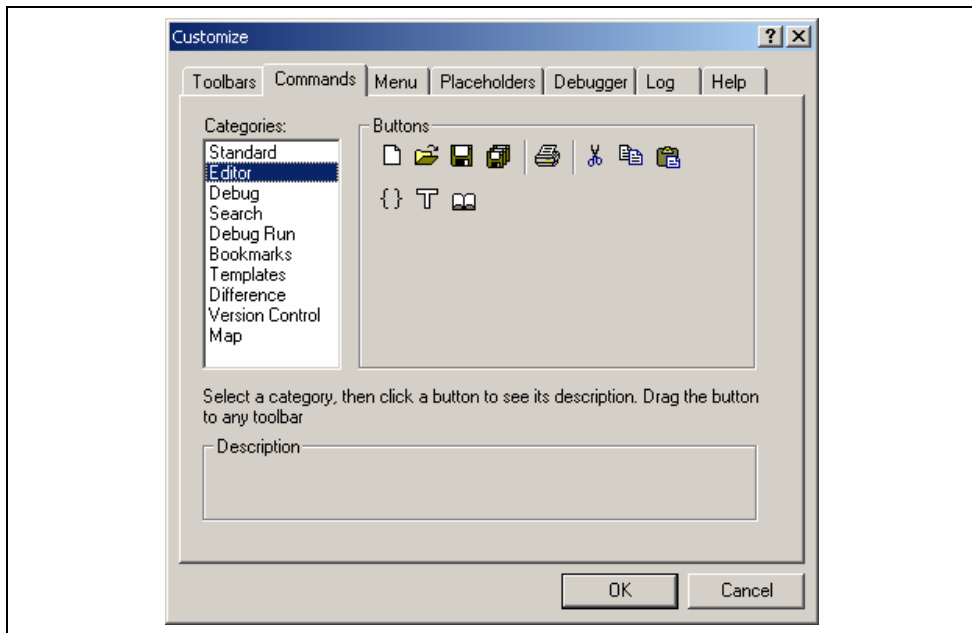 Customize
Toolbars Commands Menu Placeholders Debugger Log Help
Categories:
Buttons
Standard
Editor
Debug
Search
Debug Run
Bookmarks
Templates
Difference
Version Control
Map
{} T
Select a category, then click a button to see its description. Drag the button
to any toolbar
Description
OK Cancel